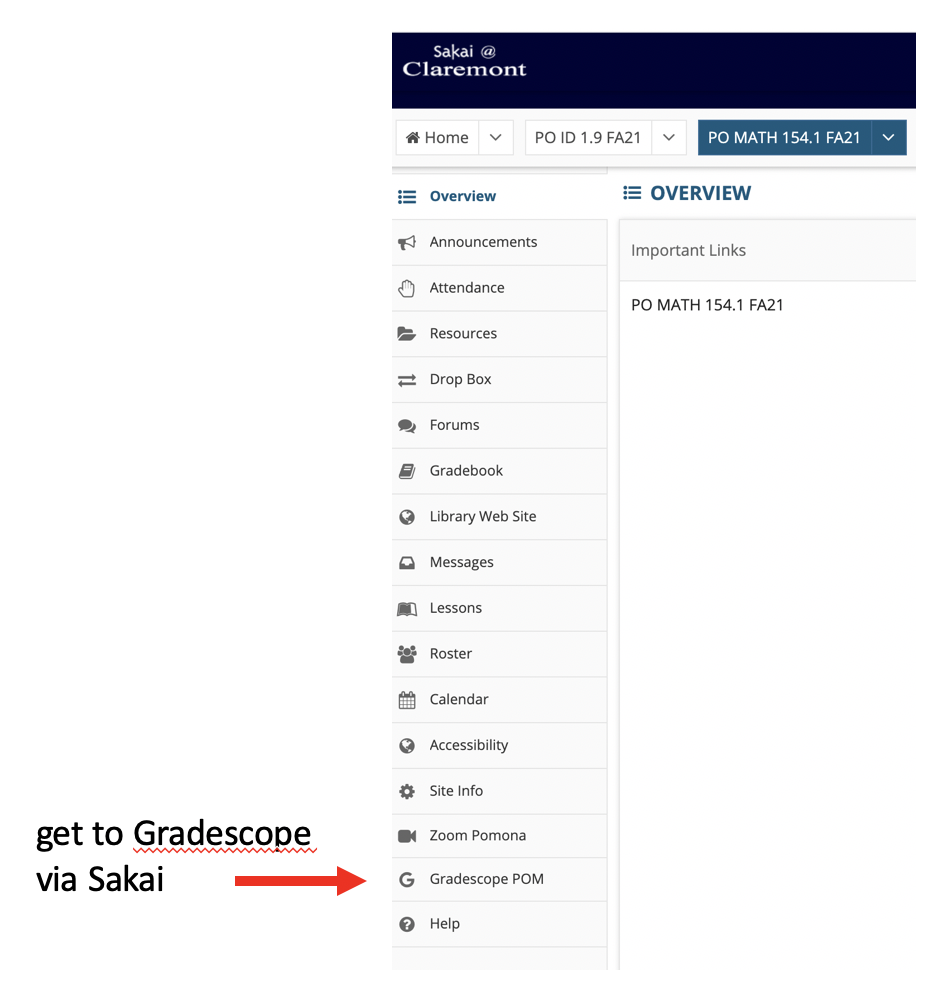 Sakai @
Claremont
Home
PO ID 1.9 FA21
PO MATH 154.1 FA21
Overview
Announcements
Attendance
Resources
Drop Box
Forums
Gradebook
Library Web Site
Messages
Lessons
Roster
Calendar
Accessibility
Site Info
Zoom Pomona
G Gradescope POM
? Help
OVERVIEW
Important Links
PO MATH 154.1 FA21
get to Gradescope
via Sakai